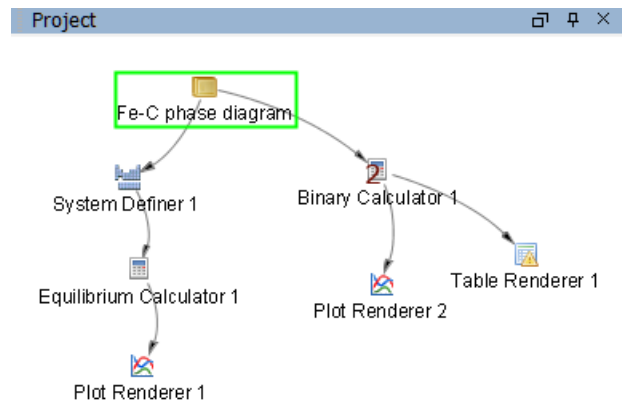 Project
Fe-C phase diagram
System Definer 1
2
Binary Calculator 1
Equilibrium Calculator 1
Table Renderer 1
Plot Renderer 2
Plot Renderer 1